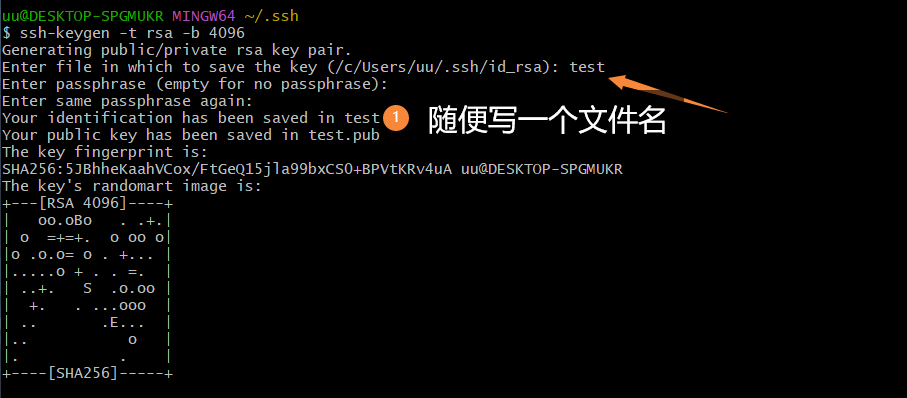 uu@DESKTOP-SPGMUKR MINGW64 ~/.ssh
$ ssh-keygen -t rsa -b 4096
Generating public/private rsa key pair.
Enter file in which to save the key (/c/Users/uu/.ssh/id_rsa): test
Enter passphrase (empty for no passphrase):
Enter same passphrase again:
Your identification has been saved in test
1 随便写一个文件名
Your public key has been saved in test.pub
The key fingerprint is:
SHA256:5JBhheKaahVCox/FtGeQ15jla99bxCS0+BPVtKRv4uA uu@DESKTOP-SPGMUKR
The key's randomart image is:
+---[RSA 4096]----+
|   oo.oBo   . .+.|
| o  =+=+.  o oo o|
|o .o.o= o . +... |
|.....o + . . =.  |
| ..+.   S  .o.oo |
|  +.   . ...ooo  |
| ..       .E...  |
|..           o   |
|.           .    |
+----[SHA256]-----+